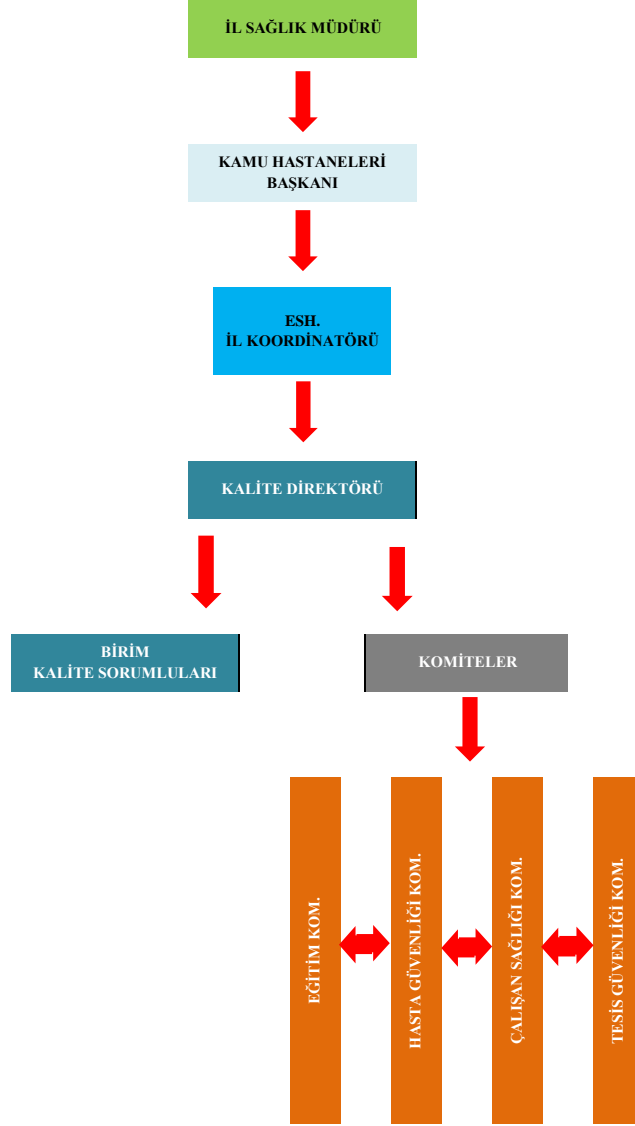 İL SAĞLIK MÜDÜRÜ
KAMU HASTANELERİ
BAŞKANI
ESH.
İL KOORDİNATÖRÜ
KALİTE DİREKTÖRÜ
BİRİM
KALİTE SORUMLULARI
KOMİTELER
EĞİTİM KOM.
HASTA GÜVENLİĞİ KOM.
ÇALIŞAN SAĞLIĞI KOM.
TESİS GÜVENLİĞİ KOM.